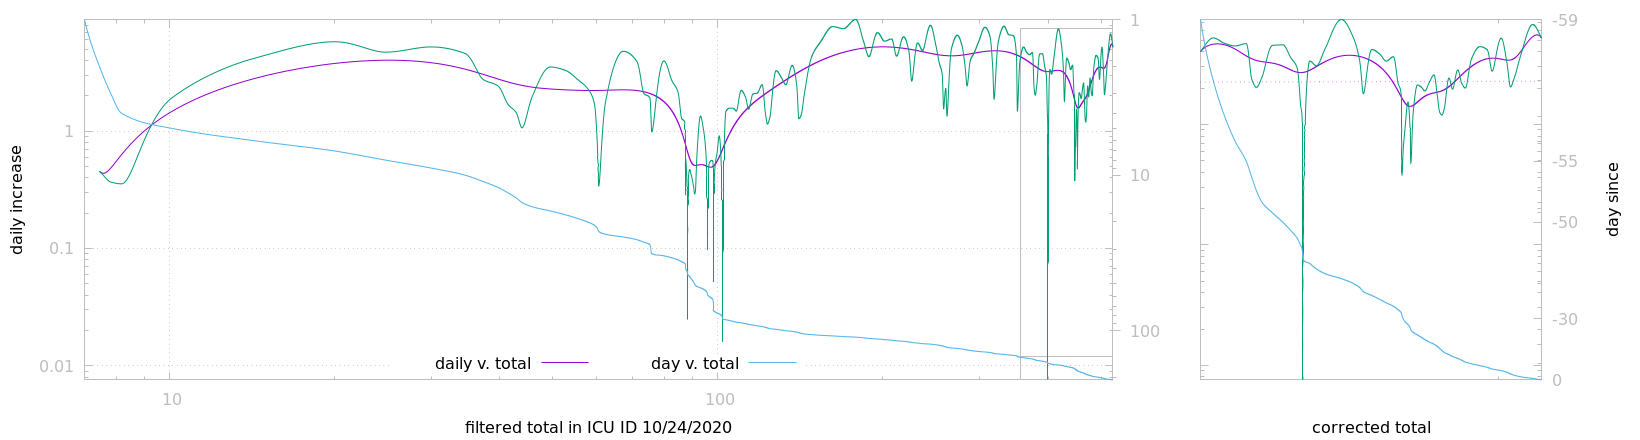 daily increase
1
0.1
0.01
10
100
1
10
100
daily v. total
day v. total
filtered total in ICU ID 10/24/2020
-59
-55
-50
-30
0
day since
corrected total